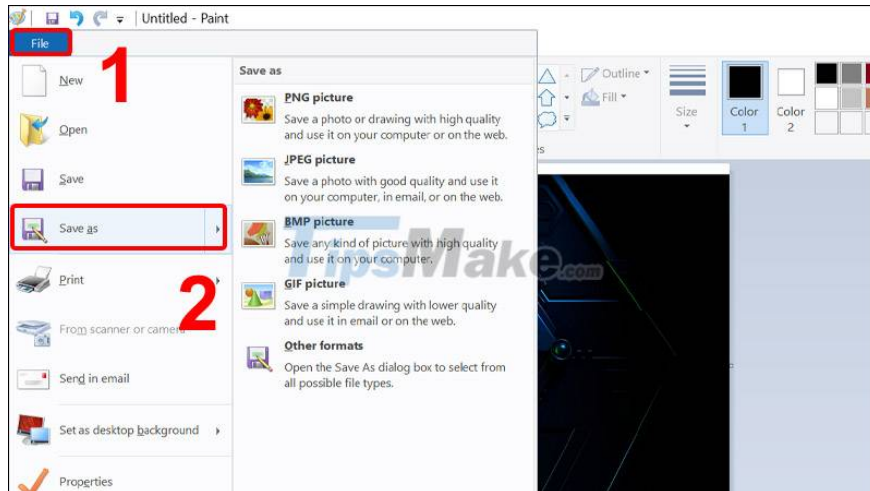 Untitled - Paint
File
1
New
Open
Save
Save as
2
Print
From scanner or camera
Send in email
Set as desktop background
Properties
Save as
PNG picture
Save a photo or drawing with high quality
and use it on your computer or on the web.
JPEG picture
Save a photo with good quality and use it
on your computer, in email, or on the web.
BMP picture
Save any kind of picture with high quality
and use it on your computer.
GIF picture
Save a simple drawing with lower quality
and use it in email or on the web.
Other formats
Open the Save As dialog box to select from
all possible file types.
TipsMake.com
Outline
Fill
Size
Color
1
Color
2